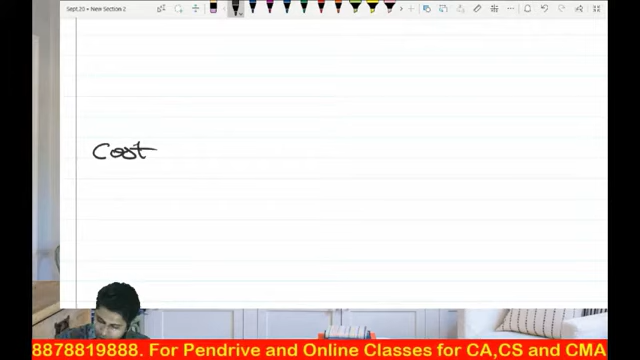 Sept.20 • New Section 2
Cost
8878819888. For Pendrive and Online Classes for CA,CS and CMA